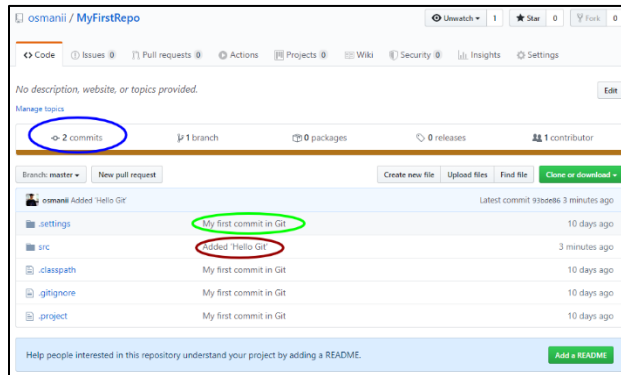 osmanii / MyFirstRepo
Unwatch 1 Star 0 Fork 0
Code Issues 0 Pull requests 0 Actions Projects 0 Wiki Security 0 Insights Settings
No description, website, or topics provided. Edit
Manage topics
2 commits 1 branch 0 packages 0 releases 1 contributor
Branch: master New pull request Create new file Upload files Find file Clone or download
osmanii Added 'Hello Git' Latest commit 93bde86 3 minutes ago
.settings My first commit in Git 10 days ago
src Added 'Hello Git' 3 minutes ago
.classpath My first commit in Git 10 days ago
.gitignore My first commit in Git 10 days ago
.project My first commit in Git 10 days ago
Help people interested in this repository understand your project by adding a README. Add a README